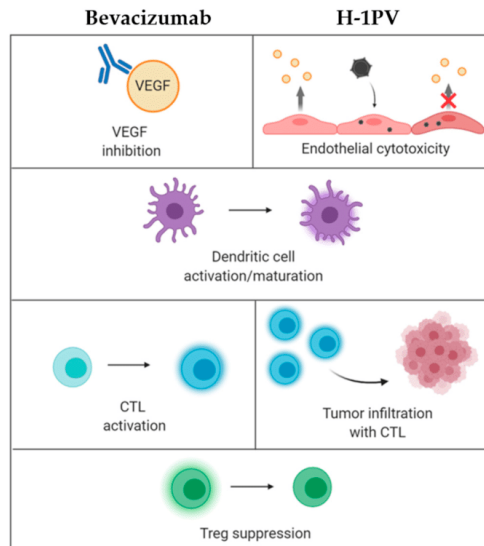 Bevacizumab H-1PV
VEGF
VEGF
inhibition
Endothelial cytotoxicity
Dendritic cell
activation/maturation
CTL
activation
Tumor infiltration
with CTL
Treg suppression